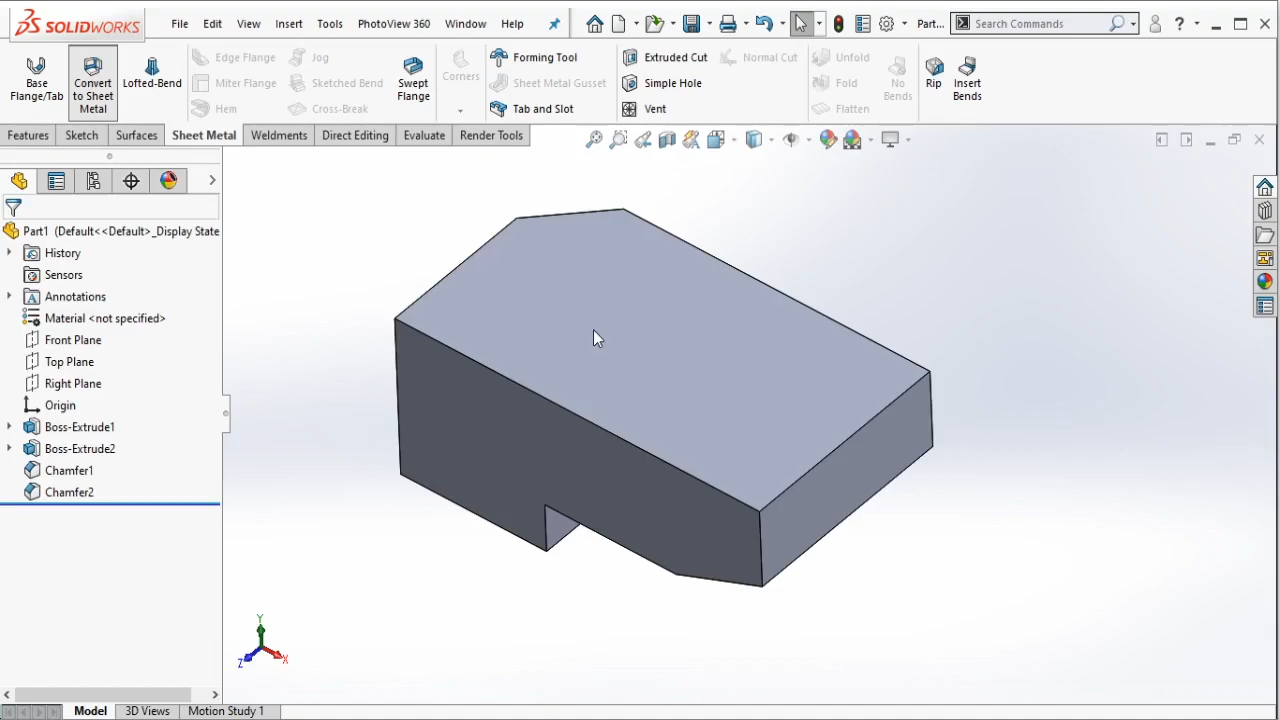 SOLIDWORKS File Edit View Insert Tools PhotoView 360 Window Help Part... Search Commands ?
Base Flange/Tab Convert to Sheet Metal Lofted-Bend
Edge Flange Jog
Miter Flange Sketched Bend
Hem Cross-Break
Swept Flange Corners
Forming Tool
Sheet Metal Gusset
Tab and Slot
Extruded Cut Normal Cut
Simple Hole
Vent
Unfold
Fold
Flatten
No Bends Rip Insert Bends
Features Sketch Surfaces Sheet Metal Weldments Direct Editing Evaluate Render Tools
Part1 (Default<<Default>_Display State
History
Sensors
Annotations
Material <not specified>
Front Plane
Top Plane
Right Plane
Origin
Boss-Extrude1
Boss-Extrude2
Chamfer1
Chamfer2
Y
Z X
Model 3D Views Motion Study 1